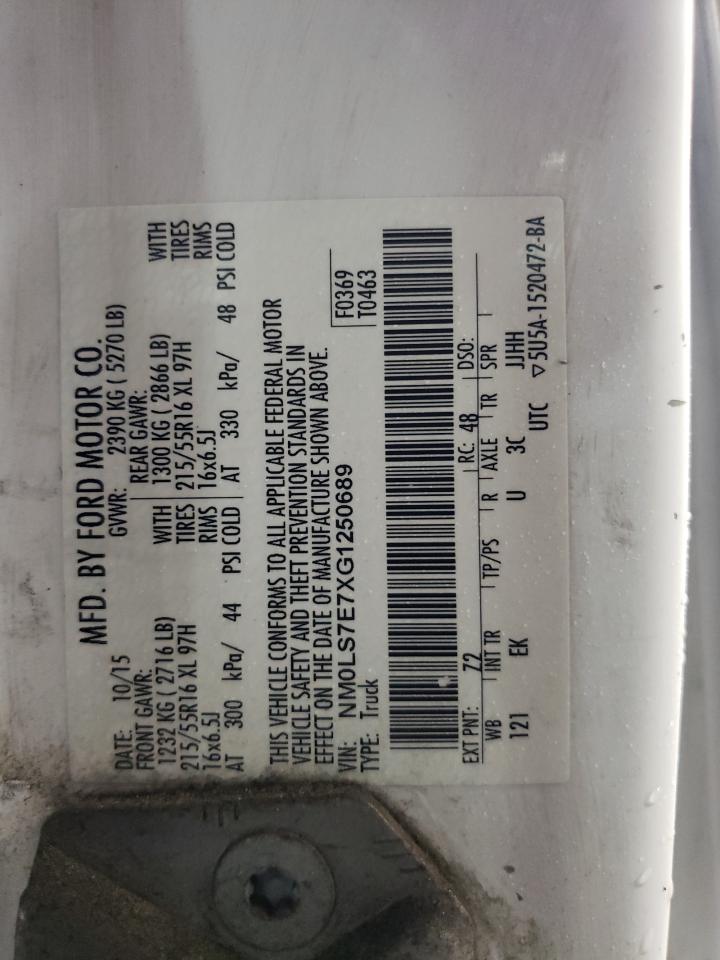 MFD. BY FORD MOTOR CO.
DATE: 10/15 GVWR: 2390 KG ( 5270 LB)
FRONT GAWR: REAR GAWR:
1232 KG ( 2716 LB) WITH 1300 KG ( 2866 LB) WITH
215/55R16 XL 97H TIRES 215/55R16 XL 97H TIRES
16x6.5J RIMS 16x6.5J RIMS
AT 300 kPa/ 44 PSI COLD AT 330 kPa/ 48 PSI COLD
THIS VEHICLE CONFORMS TO ALL APPLICABLE FEDERAL MOTOR
VEHICLE SAFETY AND THEFT PREVENTION STANDARDS IN
EFFECT ON THE DATE OF MANUFACTURE SHOWN ABOVE.
VIN: NM0LS7E7XG1250689 F0369
TYPE: Truck T0463
EXT PNT: Z2 RC: 48 DSO:
WB INT TR TP/PS R AXLE TR SPR
121 EK U 3C JJHH
UTC ▽5U5A-1520472-BA